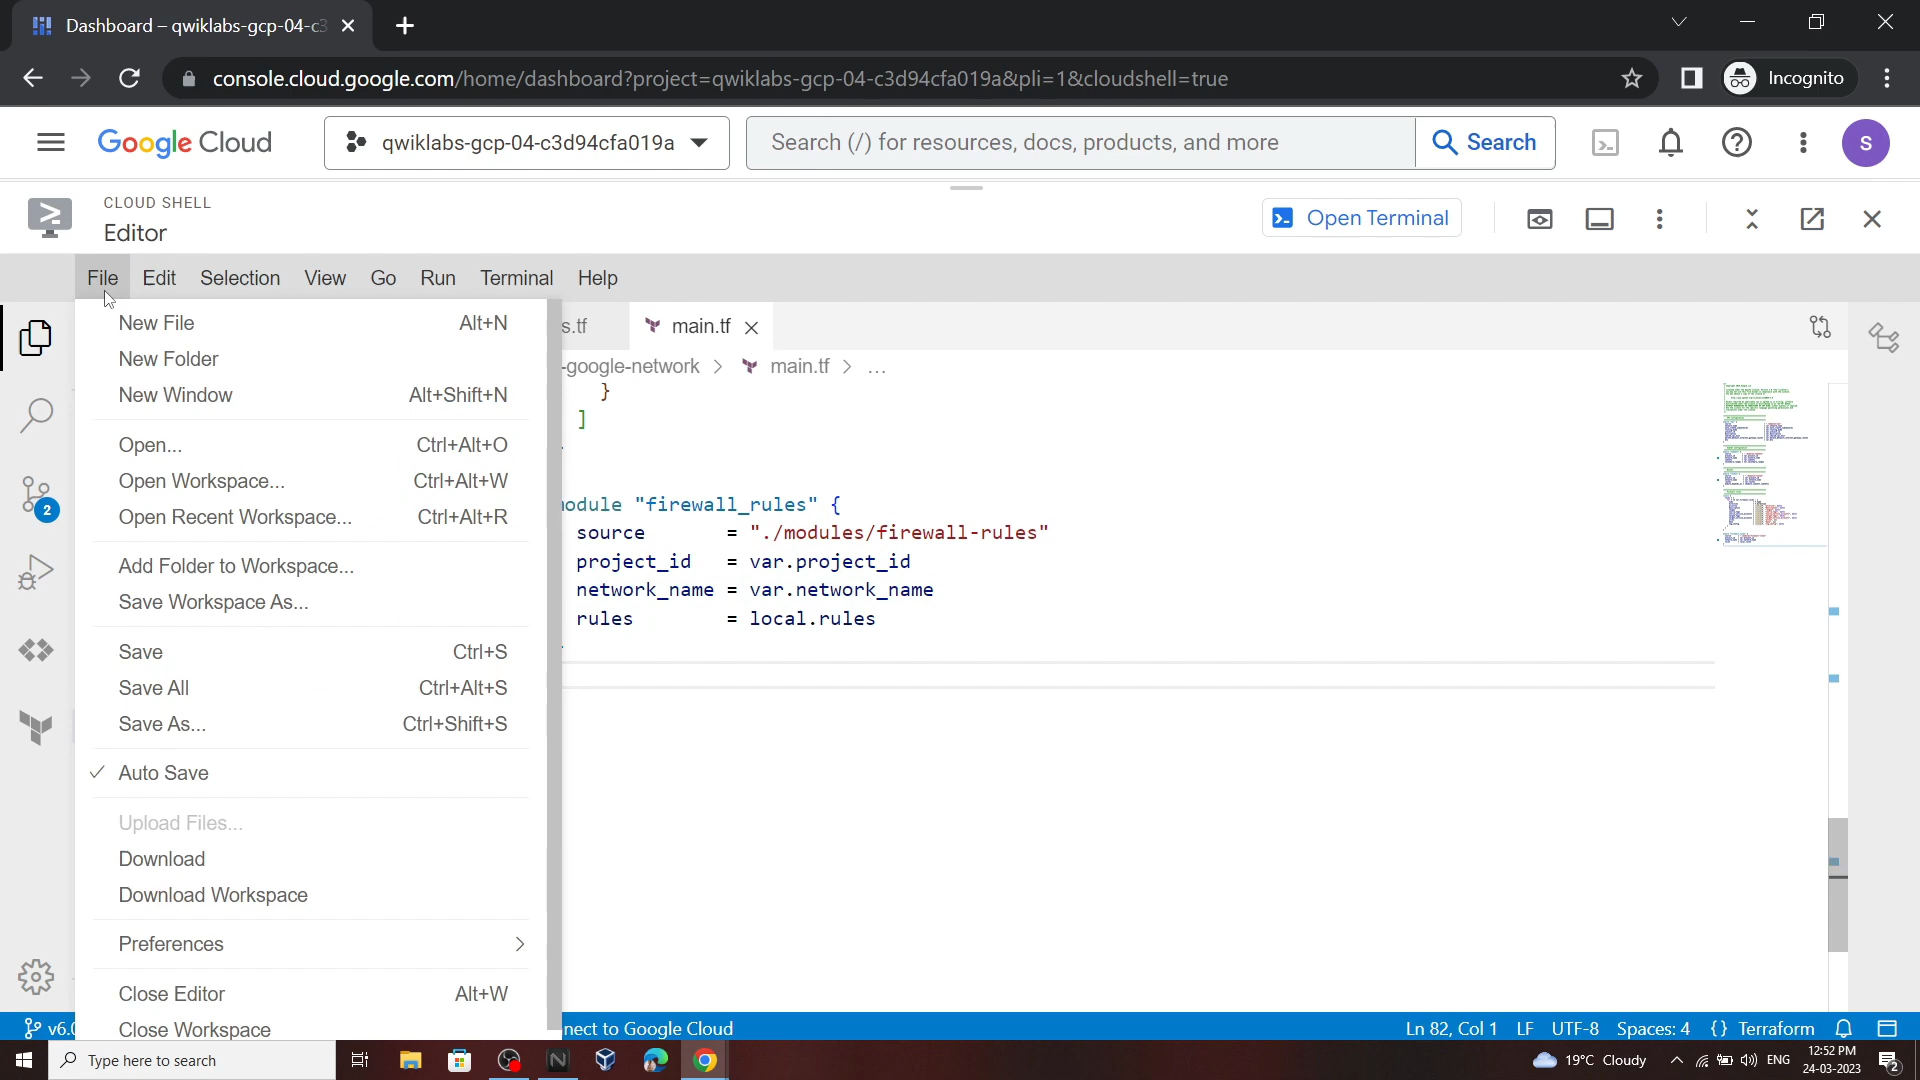 Dashboard – qwiklabs-gcp-04-c3
console.cloud.google.com/home/dashboard?project=qwiklabs-gcp-04-c3d94cfa019a&pli=1&cloudshell=true
Incognito
Google Cloud
qwiklabs-gcp-04-c3d94cfa019a
Search (/) for resources, docs, products, and more
Search
S
CLOUD SHELL
Editor
Open Terminal
File Edit Selection View Go Run Terminal Help
New File Alt+N
New Folder
New Window Alt+Shift+N
Open... Ctrl+Alt+O
Open Workspace... Ctrl+Alt+W
Open Recent Workspace... Ctrl+Alt+R
Add Folder to Workspace...
Save Workspace As...
Save Ctrl+S
Save All Ctrl+Alt+S
Save As... Ctrl+Shift+S
Auto Save
Upload Files...
Download
Download Workspace
Preferences
Close Editor Alt+W
Close Workspace
2
s.tf main.tf
-google-network > main.tf > ...
}
]
module "firewall_rules" {
source = "./modules/firewall-rules"
project_id = var.project_id
network_name = var.network_name
rules = local.rules
v6.0
nect to Google Cloud
Ln 82, Col 1 LF UTF-8 Spaces: 4 {} Terraform
Type here to search
19°C Cloudy
ENG
12:52 PM
24-03-2023
2